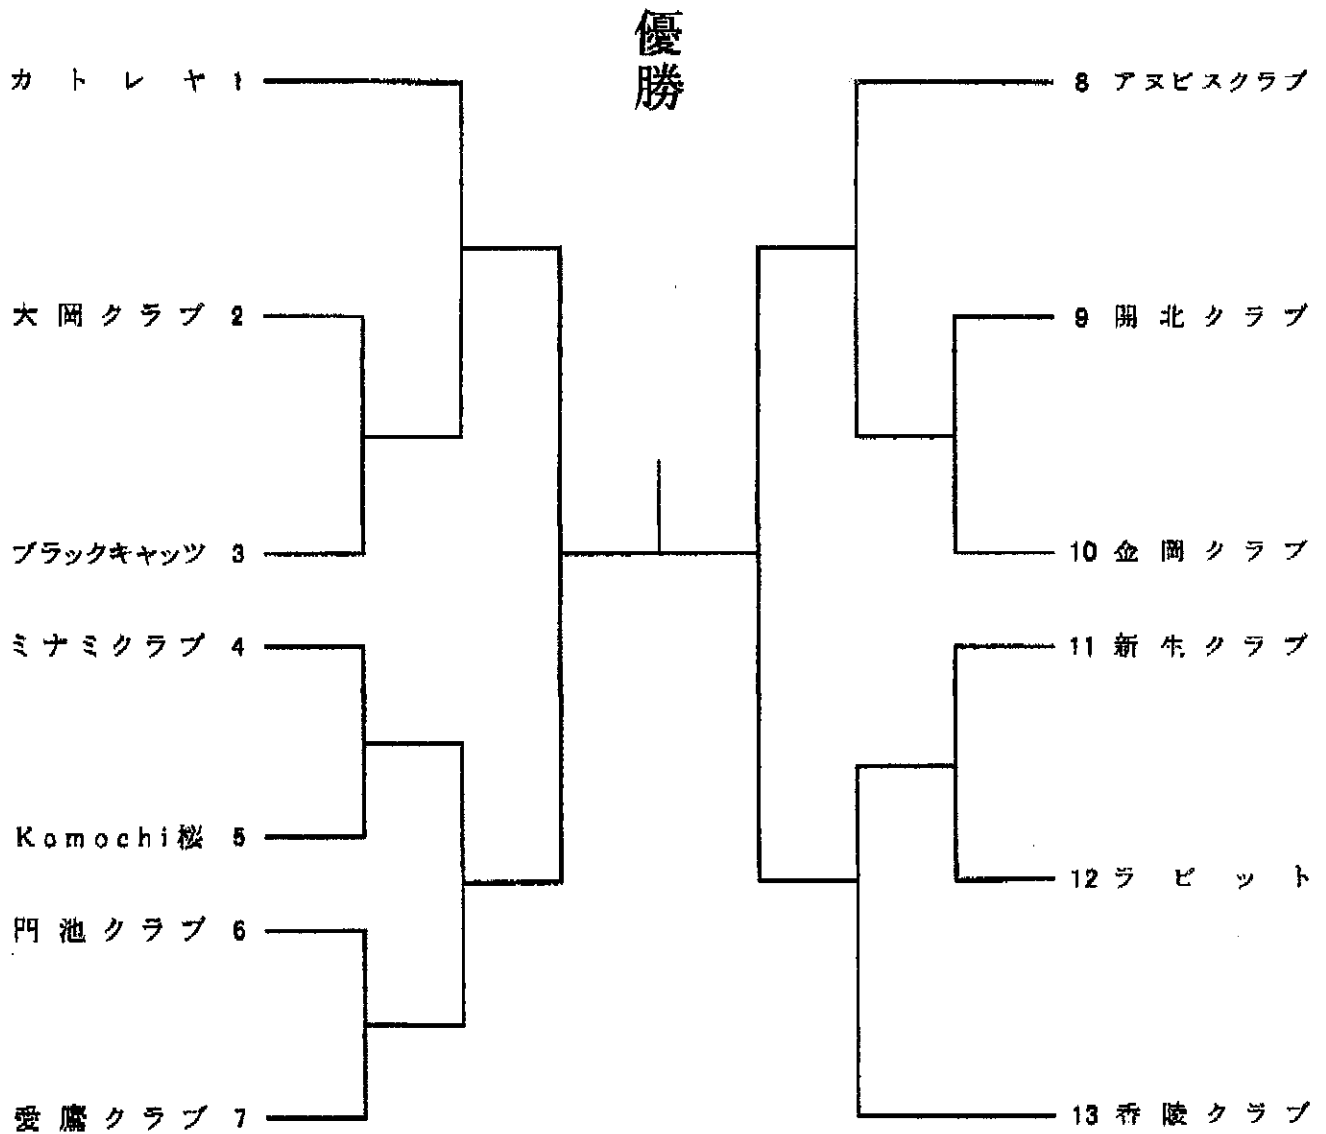 優勝
カトレヤ 1
大岡クラブ 2
ブラックキャッツ 3
ミナミクラブ 4
Komochi桜 5
門池クラブ 6
愛鷹クラブ 7
8 アヌビスクラブ
9 開北クラブ
10 金岡クラブ
11 新生クラブ
12 ラビット
13 香陵クラブ